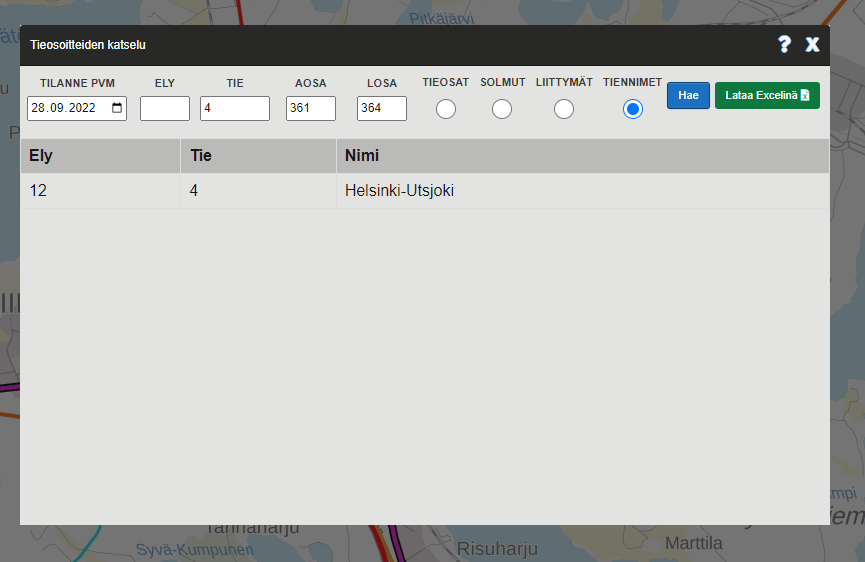 Pitkäjärvi
Tieosoitteiden katselu
? X
TILANNE PVM ELY TIE AOSA LOSA TIEOSAT SOLMUT LIITTYMÄT TIENNIMET
28.09.2022 4 361 364 Hae Lataa Excelinä
Ely Tie Nimi
12 4 Helsinki-Utsjoki
Syvä-Kumpunen
Risuharju
Marttila